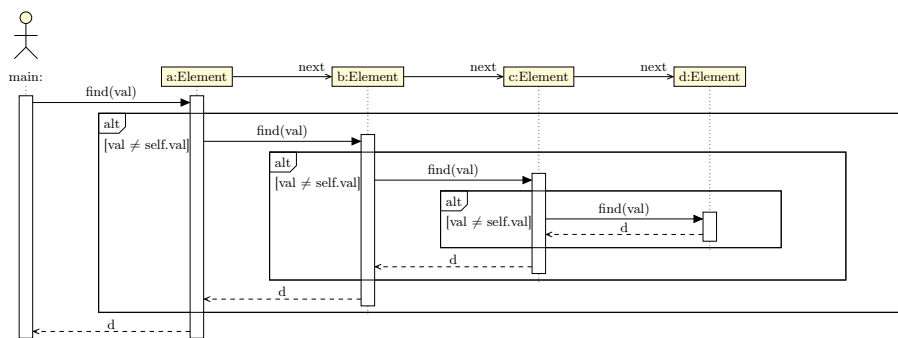 main:
a:Element
next
b:Element
next
c:Element
next
d:Element
find(val)
alt
[val ≠ self.val]
find(val)
alt
[val ≠ self.val]
find(val)
alt
[val ≠ self.val]
find(val)
d
d
d
d